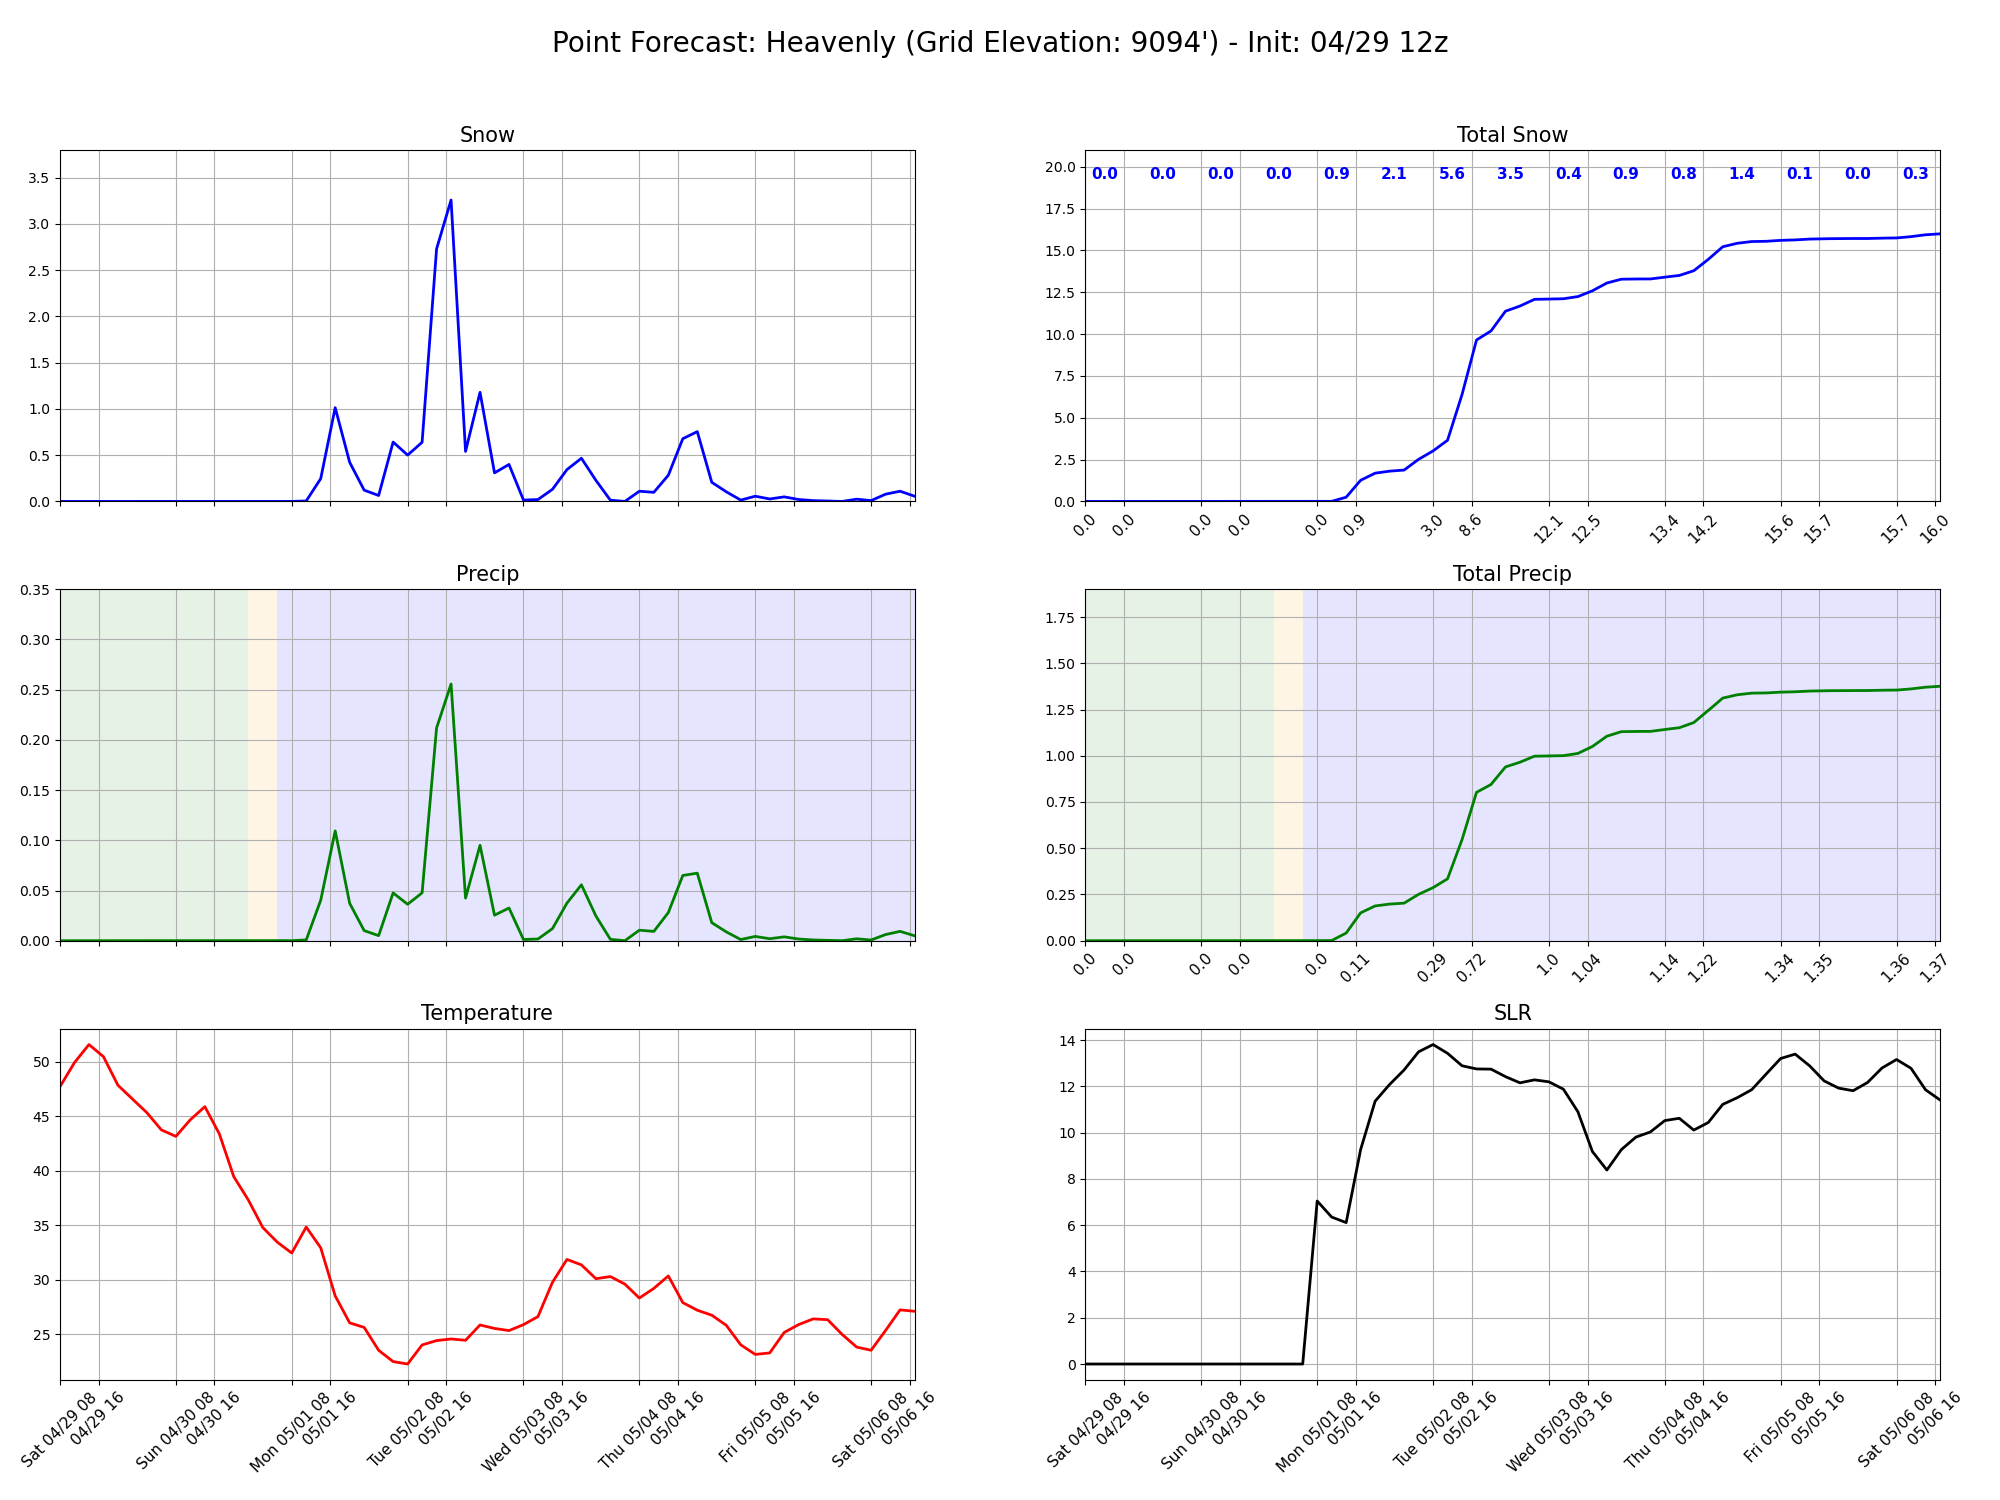 Point Forecast: Heavenly (Grid Elevation: 9094') - Init: 04/29 12z
Snow
3.5
3.0
2.5
2.0
1.5
1.0
0.5
0.0
Total Snow
20.0
17.5
15.0
12.5
10.0
7.5
5.0
2.5
0.0
0.0 0.0 0.0 0.0 0.9 2.1 5.6 3.5 0.4 0.9 0.8 1.4 0.1 0.0 0.3
0.0 0.0 0.0 0.0 0.0 0.9 3.0 8.6 12.1 12.5 13.4 14.2 15.6 15.7 15.7 16.0
Precip
0.35
0.30
0.25
0.20
0.15
0.10
0.05
0.00
Total Precip
1.75
1.50
1.25
1.00
0.75
0.50
0.25
0.00
0.0 0.0 0.0 0.0 0.0 0.11 0.29 0.72 1.0 1.04 1.14 1.22 1.34 1.35 1.36 1.37
Temperature
50
45
40
35
30
25
Sat 04/29 08
04/29 16
Sun 04/30 08
04/30 16
Mon 05/01 08
05/01 16
Tue 05/02 08
05/02 16
Wed 05/03 08
05/03 16
Thu 05/04 08
05/04 16
Fri 05/05 08
05/05 16
Sat 05/06 08
05/06 16
SLR
14
12
10
8
6
4
2
0
Sat 04/29 08
04/29 16
Sun 04/30 08
04/30 16
Mon 05/01 08
05/01 16
Tue 05/02 08
05/02 16
Wed 05/03 08
05/03 16
Thu 05/04 08
05/04 16
Fri 05/05 08
05/05 16
Sat 05/06 08
05/06 16